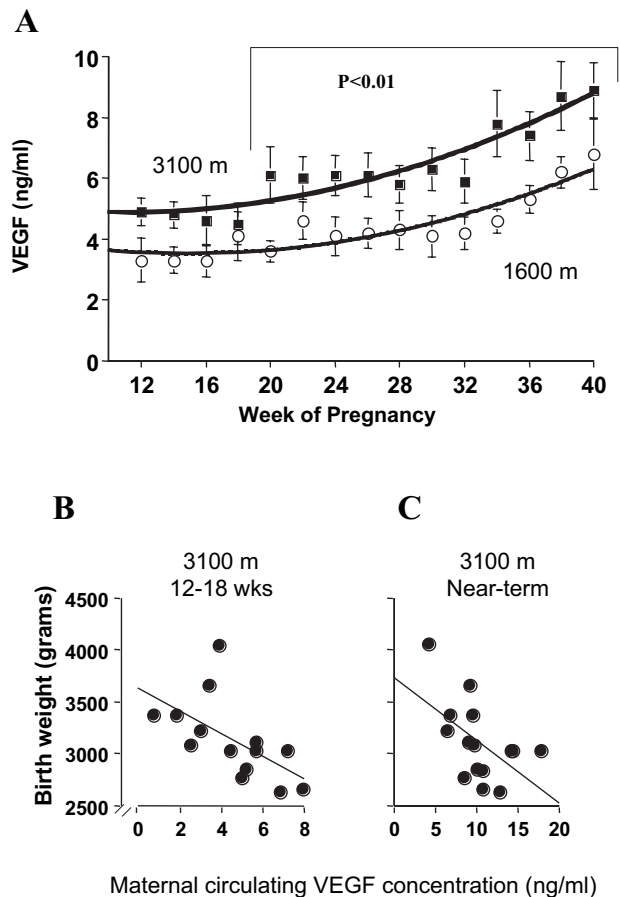 A
10
8
6
4
2
0
VEGF (ng/ml)
P<0.01
3100 m
1600 m
12 16 20 24 28 32 36 40
Week of Pregnancy
B
3100 m
12-18 wks
4500
4000
3500
3000
2500
Birth weight (grams)
0 2 4 6 8
C
3100 m
Near-term
0 5 10 15 20
Maternal circulating VEGF concentration (ng/ml)